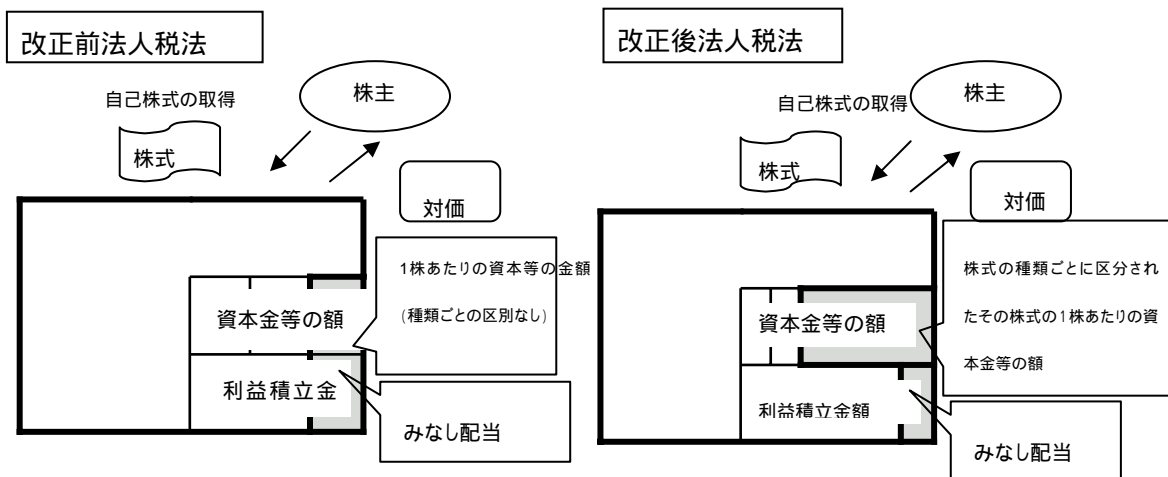 改正前法人税法
自己株式の取得
株主
株式
対価
1株あたりの資本等の金額
(種類ごとの区別なし)
資本金等の額
利益積立金
みなし配当
改正後法人税法
自己株式の取得
株主
株式
対価
株式の種類ごとに区分され
たその株式の1株あたりの資
本金等の額
資本金等の額
利益積立金額
みなし配当